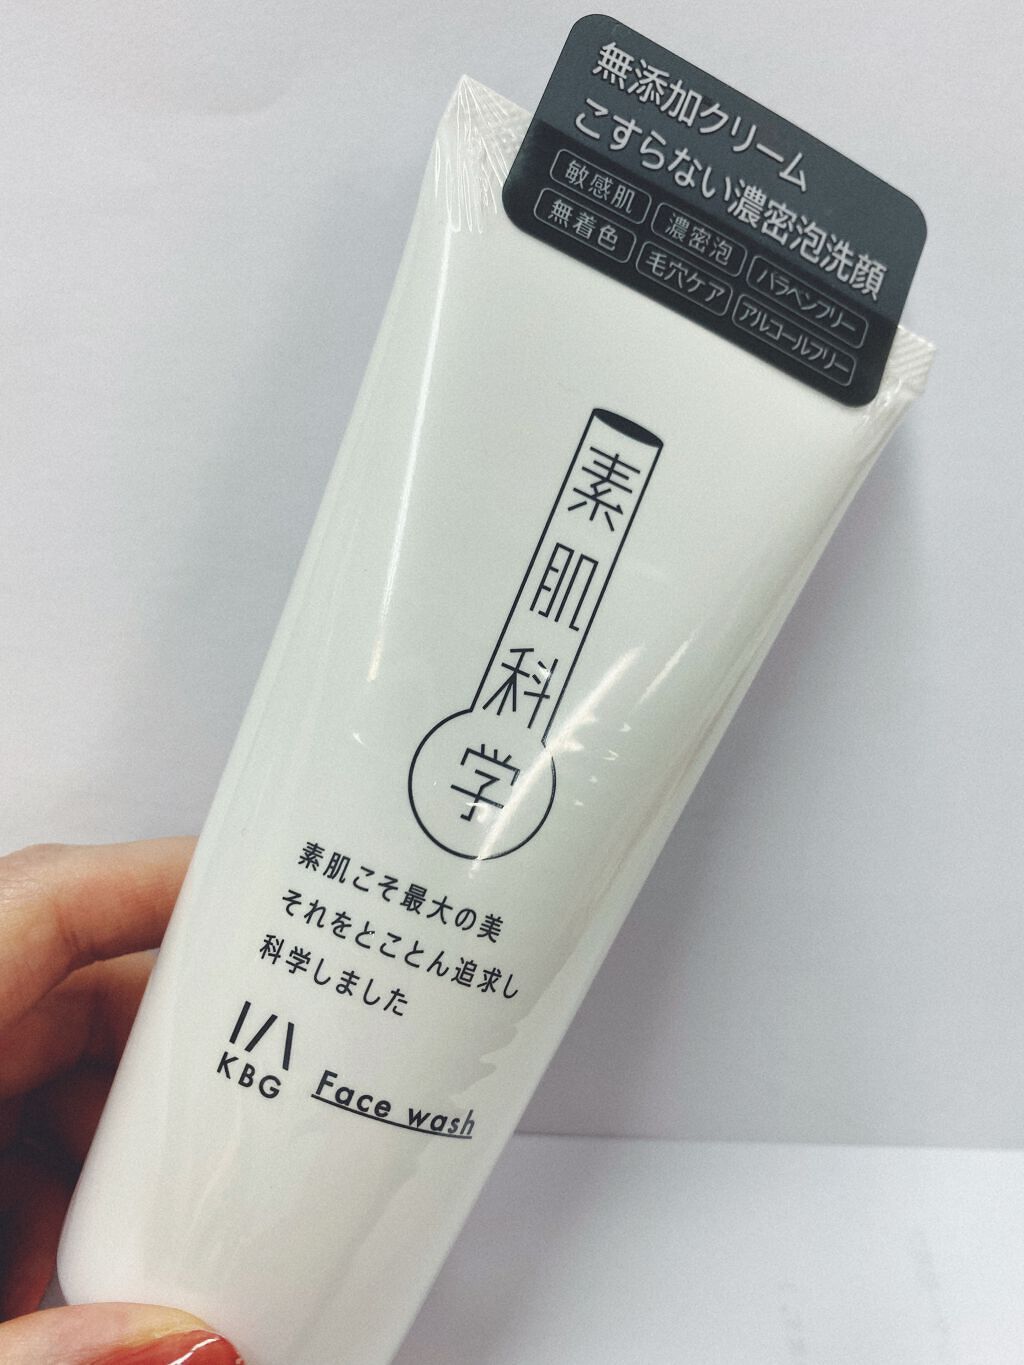 無添加クリーム
こすらない濃密泡洗顔
敏感肌 濃密泡 パラベンフリー
無着色 毛穴ケア アルコールフリー
素肌科学
素肌こそ最大の美
それをとことん追求し
科学しました
KBG Face wash